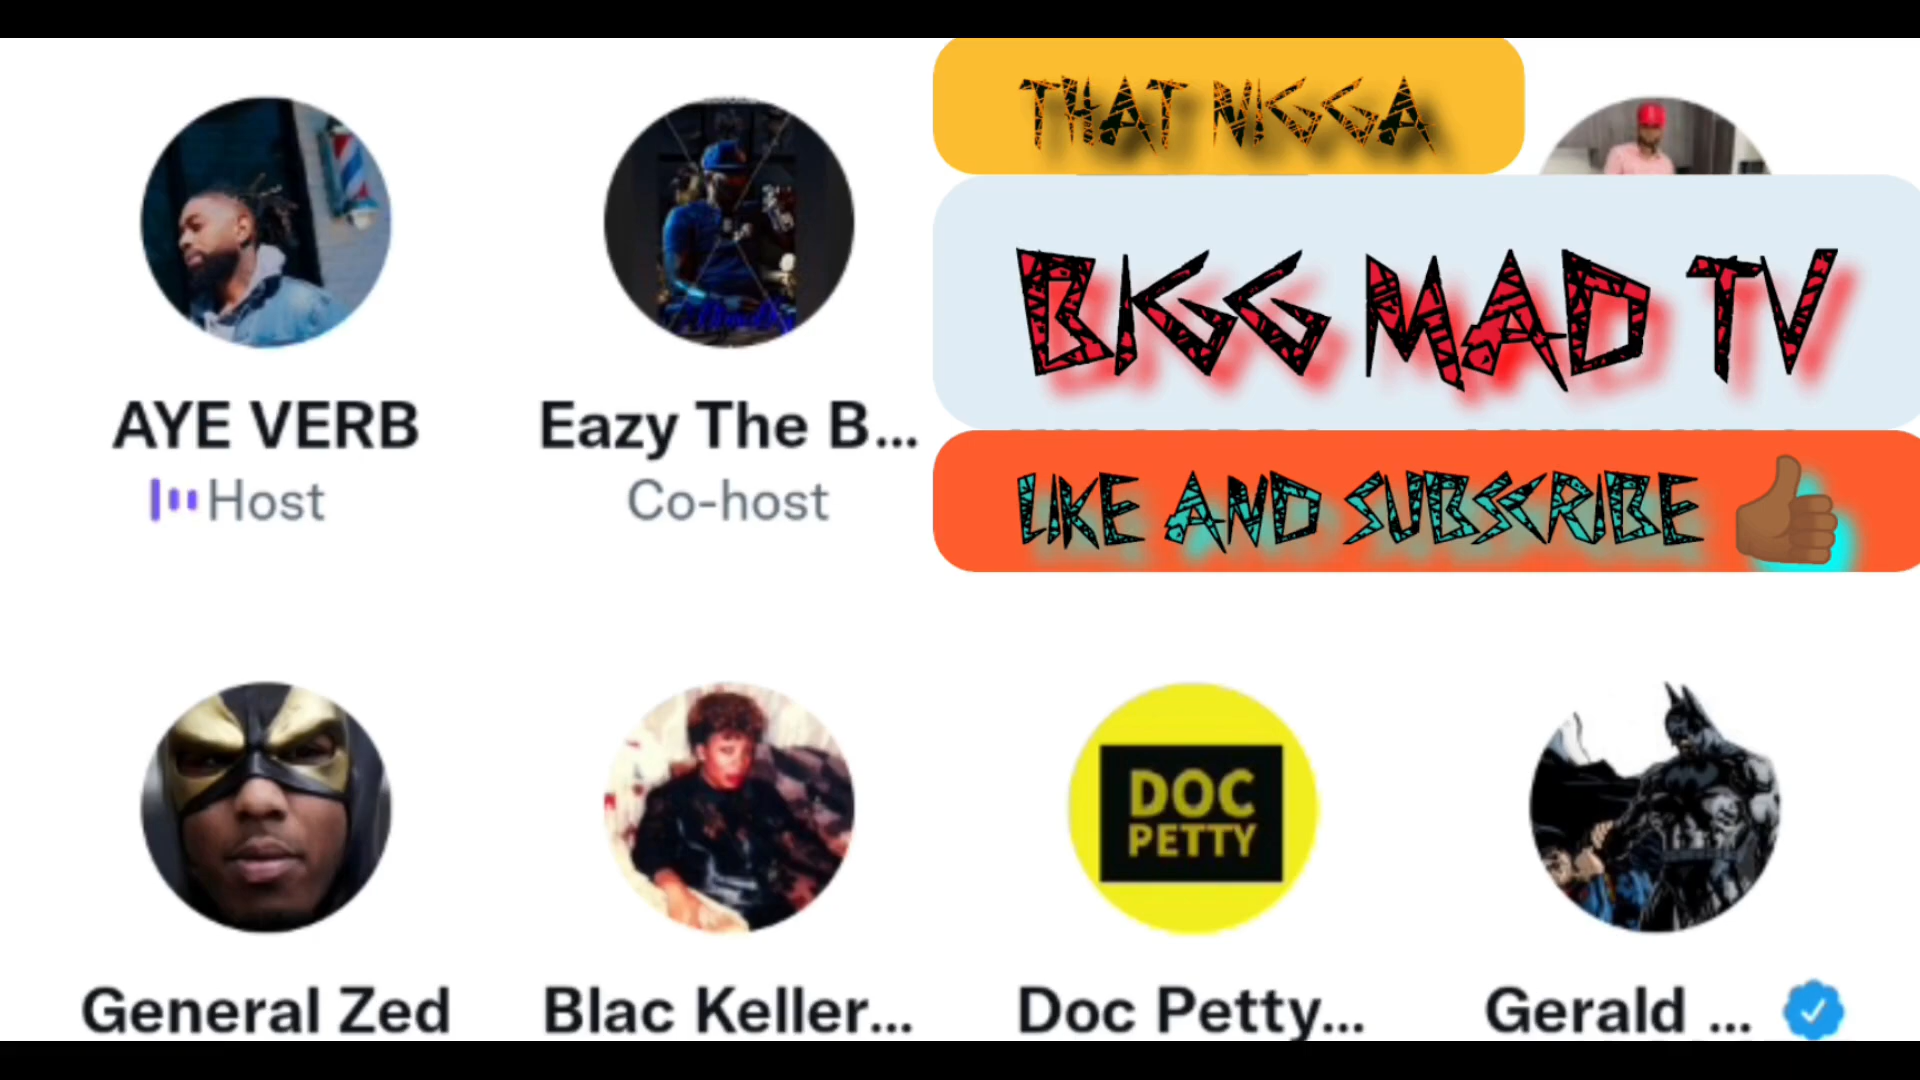 THAT NIGGA
BIGG MAD TV
LIKE AND SUBSCRIBE
AYE VERB
Host
Eazy The B...
Co-host
DOC
PETTY
General Zed
Blac Keller...
Doc Petty...
Gerald ...